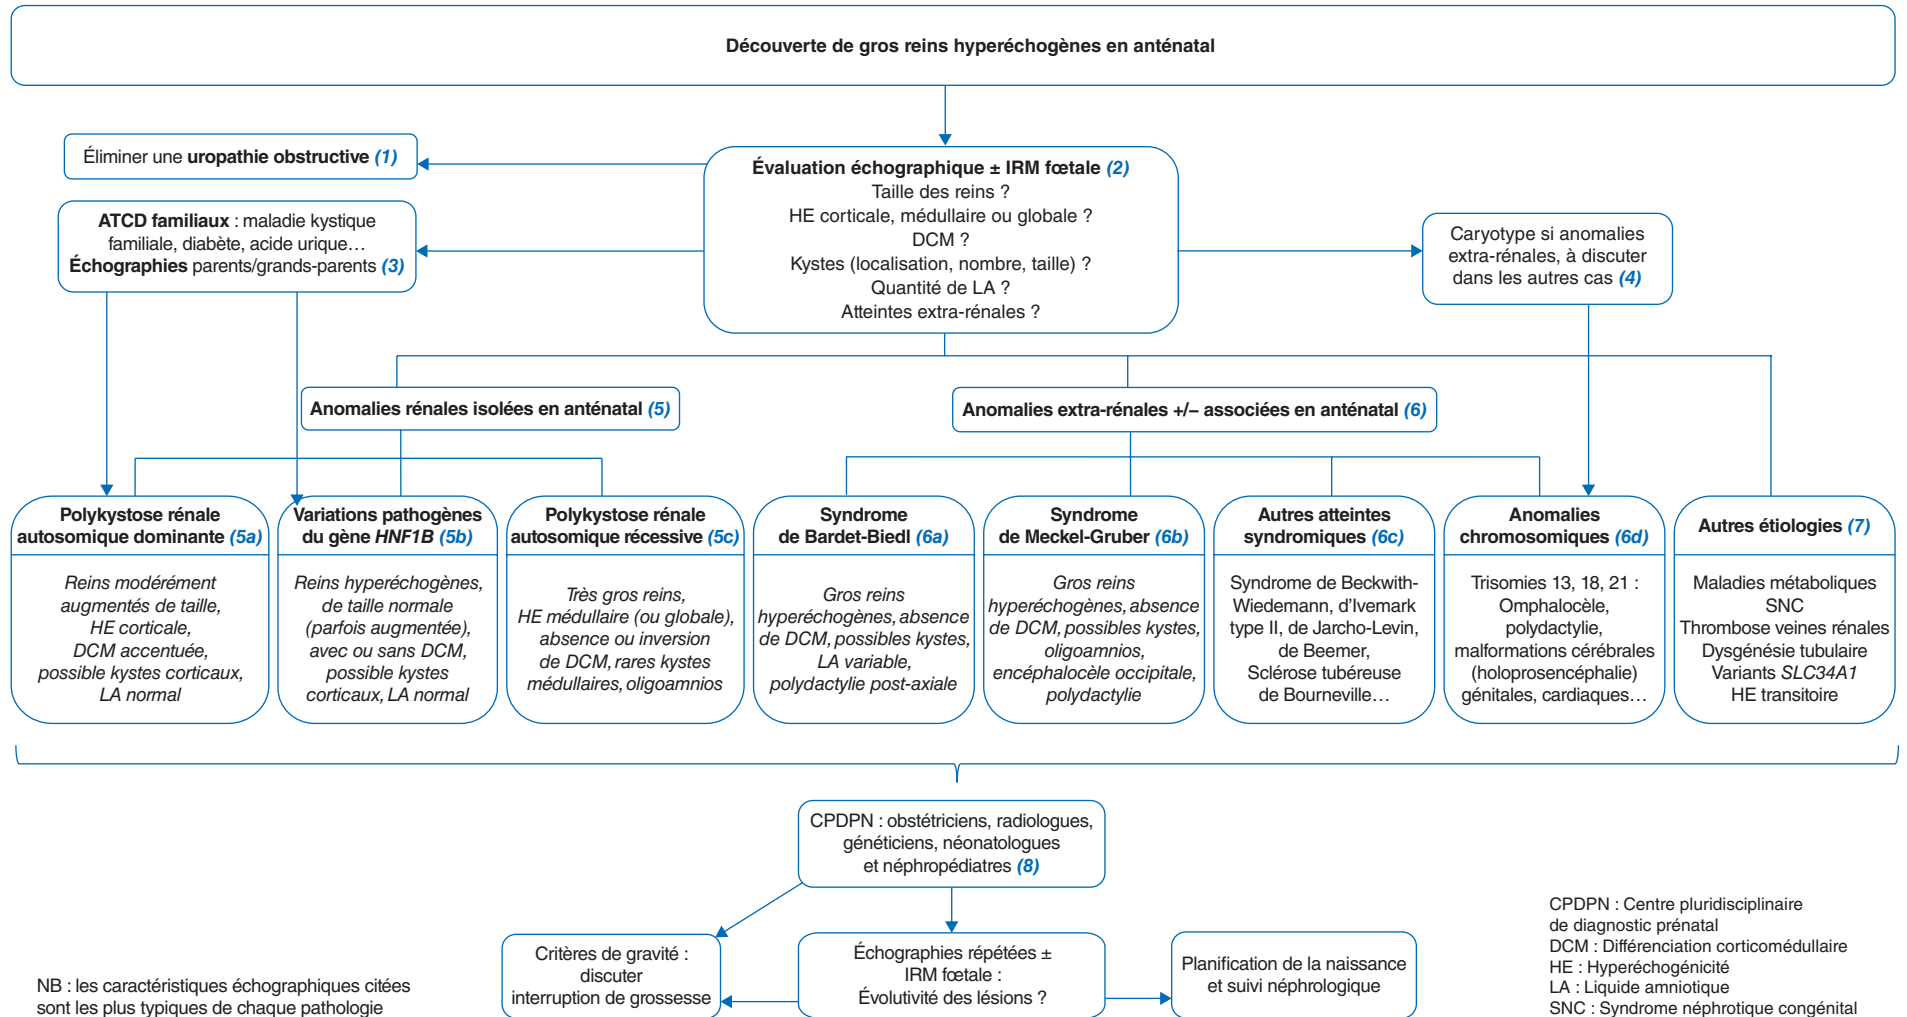 Découverte de gros reins hyperéchogènes en anténatal
Éliminer une uropathie obstructive (1)
Évaluation échographique ± IRM fœtale (2)
Taille des reins ?
HE corticale, médullaire ou globale ?
DCM ?
Kystes (localisation, nombre, taille) ?
Quantité de LA ?
Atteintes extra-rénales ?
ATCD familiaux : maladie kystique
familiale, diabète, acide urique…
Échographies parents/grands-parents (3)
Caryotype si anomalies
extra-rénales, à discuter
dans les autres cas (4)
Anomalies rénales isolées en anténatal (5)
Anomalies extra-rénales +/– associées en anténatal (6)
Polykystose rénale
autosomique dominante (5a)
Reins modérément
augmentés de taille,
HE corticale,
DCM accentuée,
possible kystes corticaux,
LA normal
Variations pathogènes
du gène HNF1B (5b)
Reins hyperéchogènes,
de taille normale
(parfois augmentée),
avec ou sans DCM,
possible kystes
corticaux, LA normal
Polykystose rénale
autosomique récessive (5c)
Très gros reins,
HE médullaire (ou globale),
absence ou inversion
de DCM, rares kystes
médullaires, oligoamnios
Syndrome
de Bardet-Biedl (6a)
Gros reins
hyperéchogènes, absence
de DCM, possibles kystes,
LA variable,
polydactylie post-axiale
Syndrome
de Meckel-Gruber (6b)
Gros reins
hyperéchogènes, absence
de DCM, possibles kystes,
oligoamnios,
encéphalocèle occipitale,
polydactylie
Autres atteintes
syndromiques (6c)
Syndrome de Beckwith-
Wiedemann, d'Ivemark
type II, de Jarcho-Levin,
de Beemer,
Sclérose tubéreuse
de Bourneville…
Anomalies
chromosomiques (6d)
Trisomies 13, 18, 21 :
Omphalocèle,
polydactylie,
malformations cérébrales
(holoprosencéphalie)
génitales, cardiaques…
Autres étiologies (7)
Maladies métaboliques
SNC
Thrombose veines rénales
Dysgénésie tubulaire
Variants SLC34A1
HE transitoire
CPDPN : obstétriciens, radiologues,
généticiens, néonatologues
et néphropédiatres (8)
Critères de gravité :
discuter
interruption de grossesse
Échographies répétées ±
IRM fœtale :
Évolutivité des lésions ?
Planification de la naissance
et suivi néphrologique
NB : les caractéristiques échographiques citées
sont les plus typiques de chaque pathologie
CPDPN : Centre pluridisciplinaire
de diagnostic prénatal
DCM : Différenciation corticomédullaire
HE : Hyperéchogénicité
LA : Liquide amniotique
SNC : Syndrome néphrotique congénital